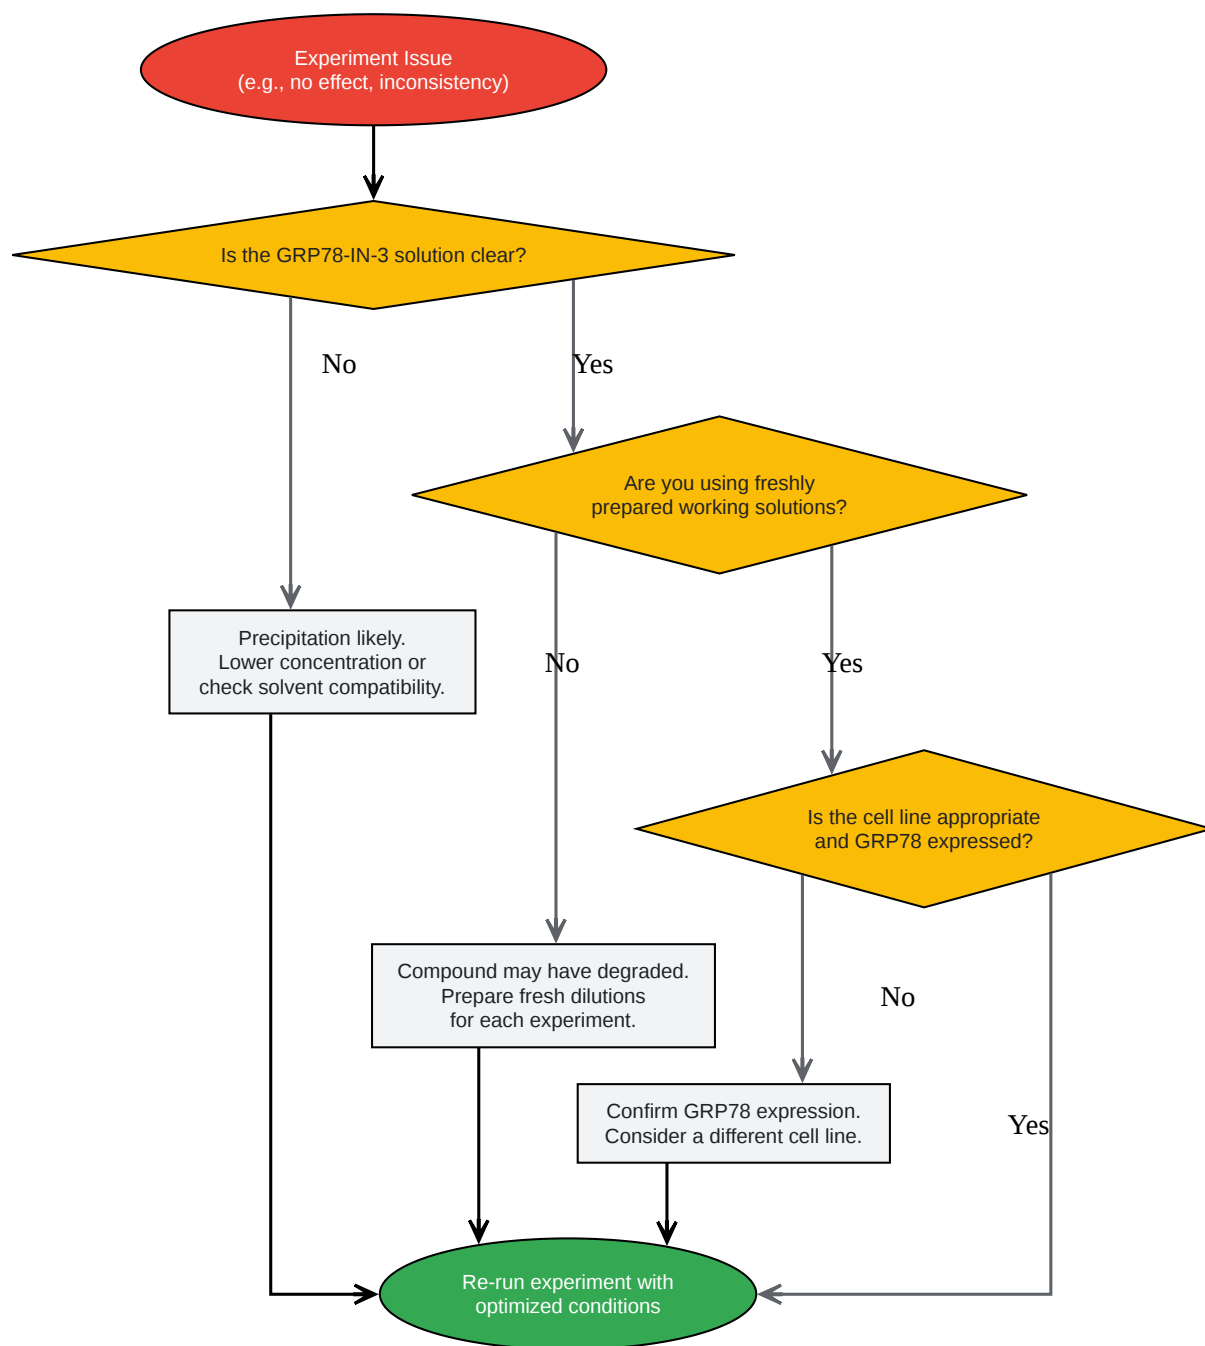 Experiment Issue
(e.g., no effect, inconsistency)
Is the GRP78-IN-3 solution clear?
No
Yes
Are you using freshly
prepared working solutions?
Precipitation likely.
Lower concentration or
check solvent compatibility.
No
Yes
Is the cell line appropriate
and GRP78 expressed?
Compound may have degraded.
Prepare fresh dilutions
for each experiment.
No
Confirm GRP78 expression.
Consider a different cell line.
Yes
Re-run experiment with
optimized conditions